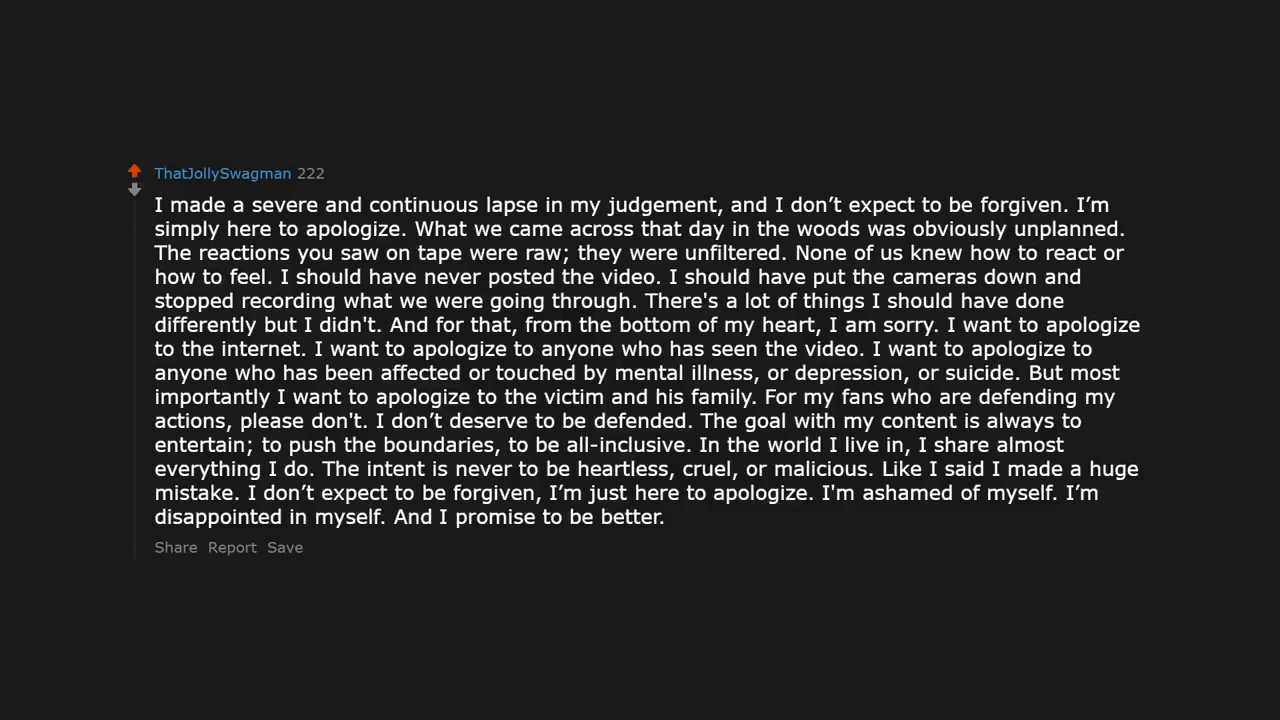 ThatJollySwagman 222
I made a severe and continuous lapse in my judgement, and I don’t expect to be forgiven. I’m
simply here to apologize. What we came across that day in the woods was obviously unplanned.
The reactions you saw on tape were raw; they were unfiltered. None of us knew how to react or
how to feel. I should have never posted the video. I should have put the cameras down and
stopped recording what we were going through. There's a lot of things I should have done
differently but I didn't. And for that, from the bottom of my heart, I am sorry. I want to apologize
to the internet. I want to apologize to anyone who has seen the video. I want to apologize to
anyone who has been affected or touched by mental illness, or depression, or suicide. But most
importantly I want to apologize to the victim and his family. For my fans who are defending my
actions, please don't. I don’t deserve to be defended. The goal with my content is always to
entertain; to push the boundaries, to be all-inclusive. In the world I live in, I share almost
everything I do. The intent is never to be heartless, cruel, or malicious. Like I said I made a huge
mistake. I don’t expect to be forgiven, I’m just here to apologize. I'm ashamed of myself. I’m
disappointed in myself. And I promise to be better.
Share Report Save